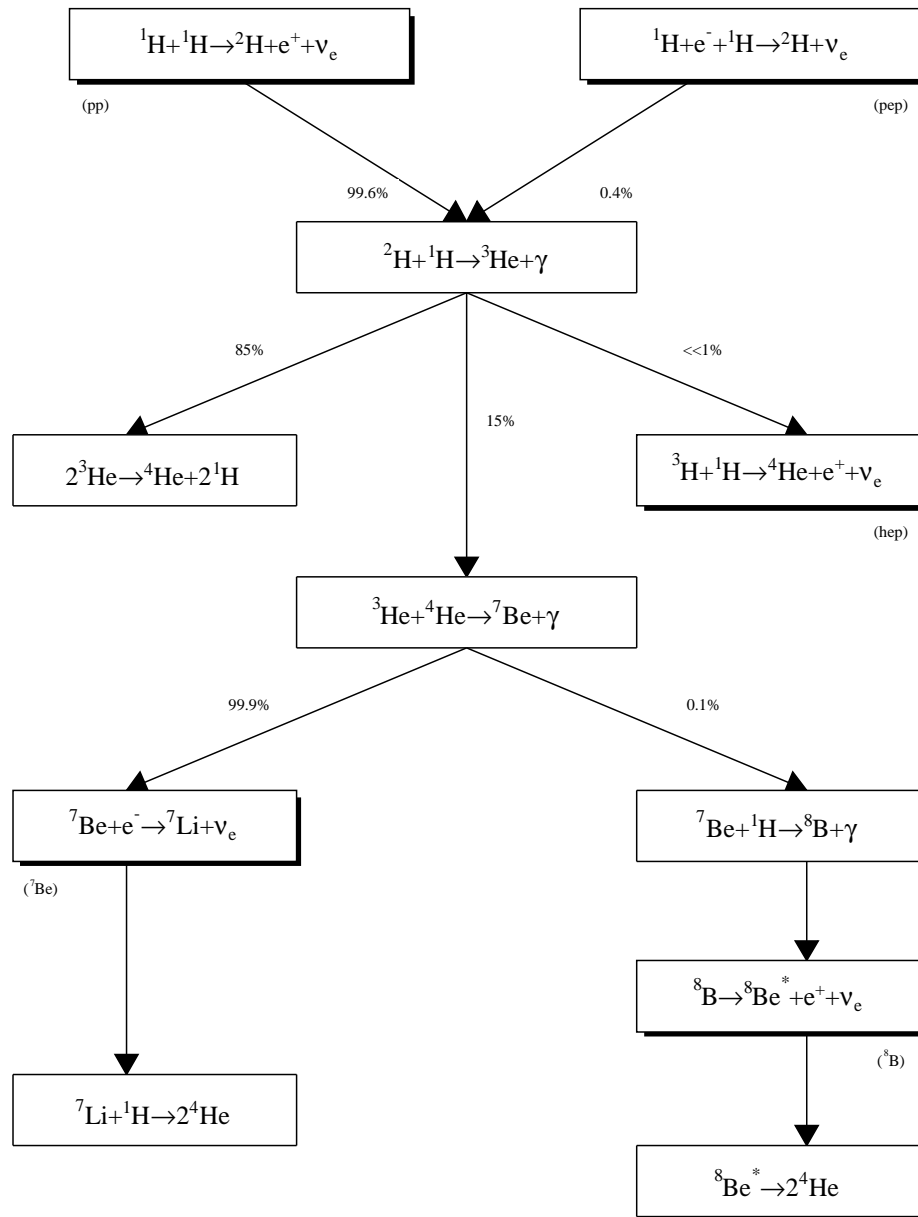 ¹H+¹H→²H+e⁺+νₑ
¹H+e⁻+¹H→²H+νₑ
(pp)
(pep)
99.6%
0.4%
²H+¹H→³He+γ
85%
<<1%
15%
2³He→⁴He+2¹H
³H+¹H→⁴He+e⁺+νₑ
(hep)
³He+⁴He→⁷Be+γ
99.9%
0.1%
⁷Be+e⁻→⁷Li+νₑ
⁷Be+¹H→⁸B+γ
(⁷Be)
⁸B→⁸Be*+e⁺+νₑ
(⁸B)
⁷Li+¹H→2⁴He
⁸Be*→2⁴He